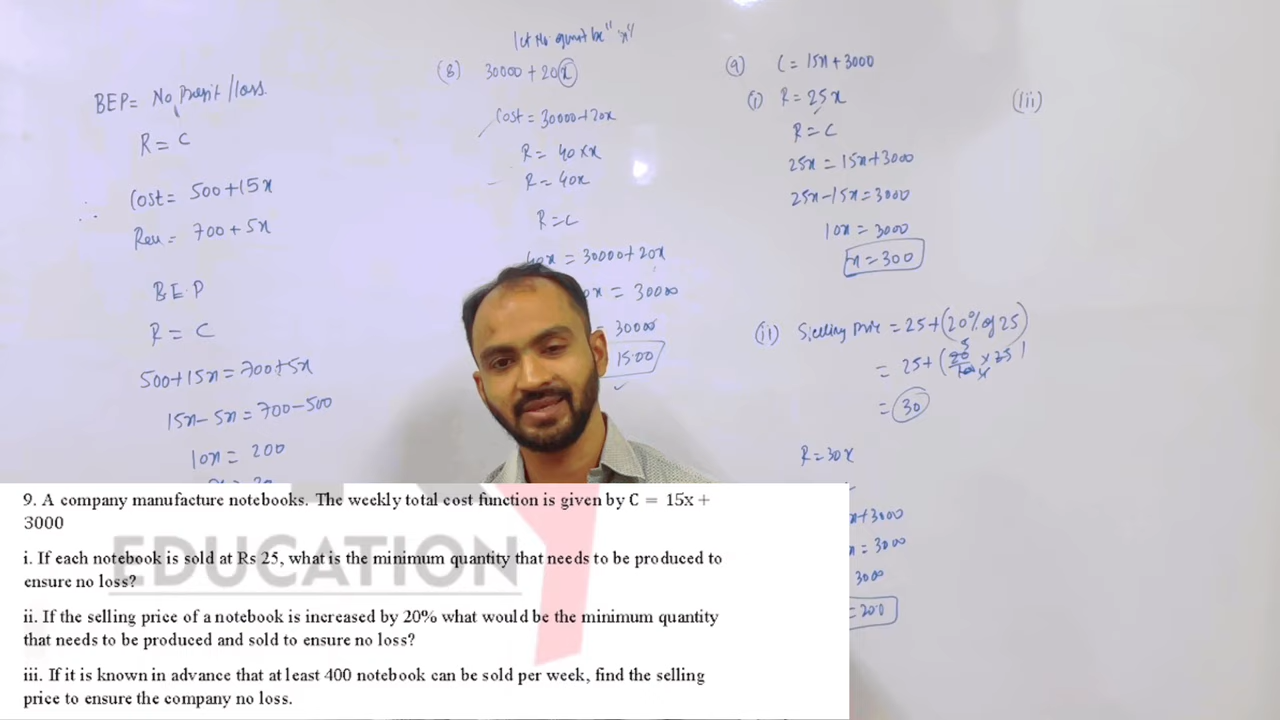 BEP= No profit/loss.
R = C
Cost = 500+15x
Reu = 700 + 5x
B.E.P
R = C
500+15x = 700+5x
15x - 5x = 700-500
10x = 200
let No. qunt be "x"
(8) 30000 + 20x
Cost = 30000+20x
R = 40×x
R = 40x
R = C
40x = 30000+20x
x = 30000
= 30000
1500
(9) C = 15x + 3000
(i) R = 25x
R = C
25x = 15x+3000
25x - 15x = 3000
10x = 3000
x = 300
(ii) Selling Price = 25+(20% of 25)
= 25+(20/100 × 25)
= 30
R = 30x
x+3000
= 3000
3000
= 200
(iii)
9. A company manufacture notebooks. The weekly total cost function is given by C = 15x +
3000
i. If each notebook is sold at Rs 25, what is the minimum quantity that needs to be produced to
ensure no loss?
ii. If the selling price of a notebook is increased by 20% what would be the minimum quantity
that needs to be produced and sold to ensure no loss?
iii. If it is known in advance that at least 400 notebook can be sold per week, find the selling
price to ensure the company no loss.
EDUCATION